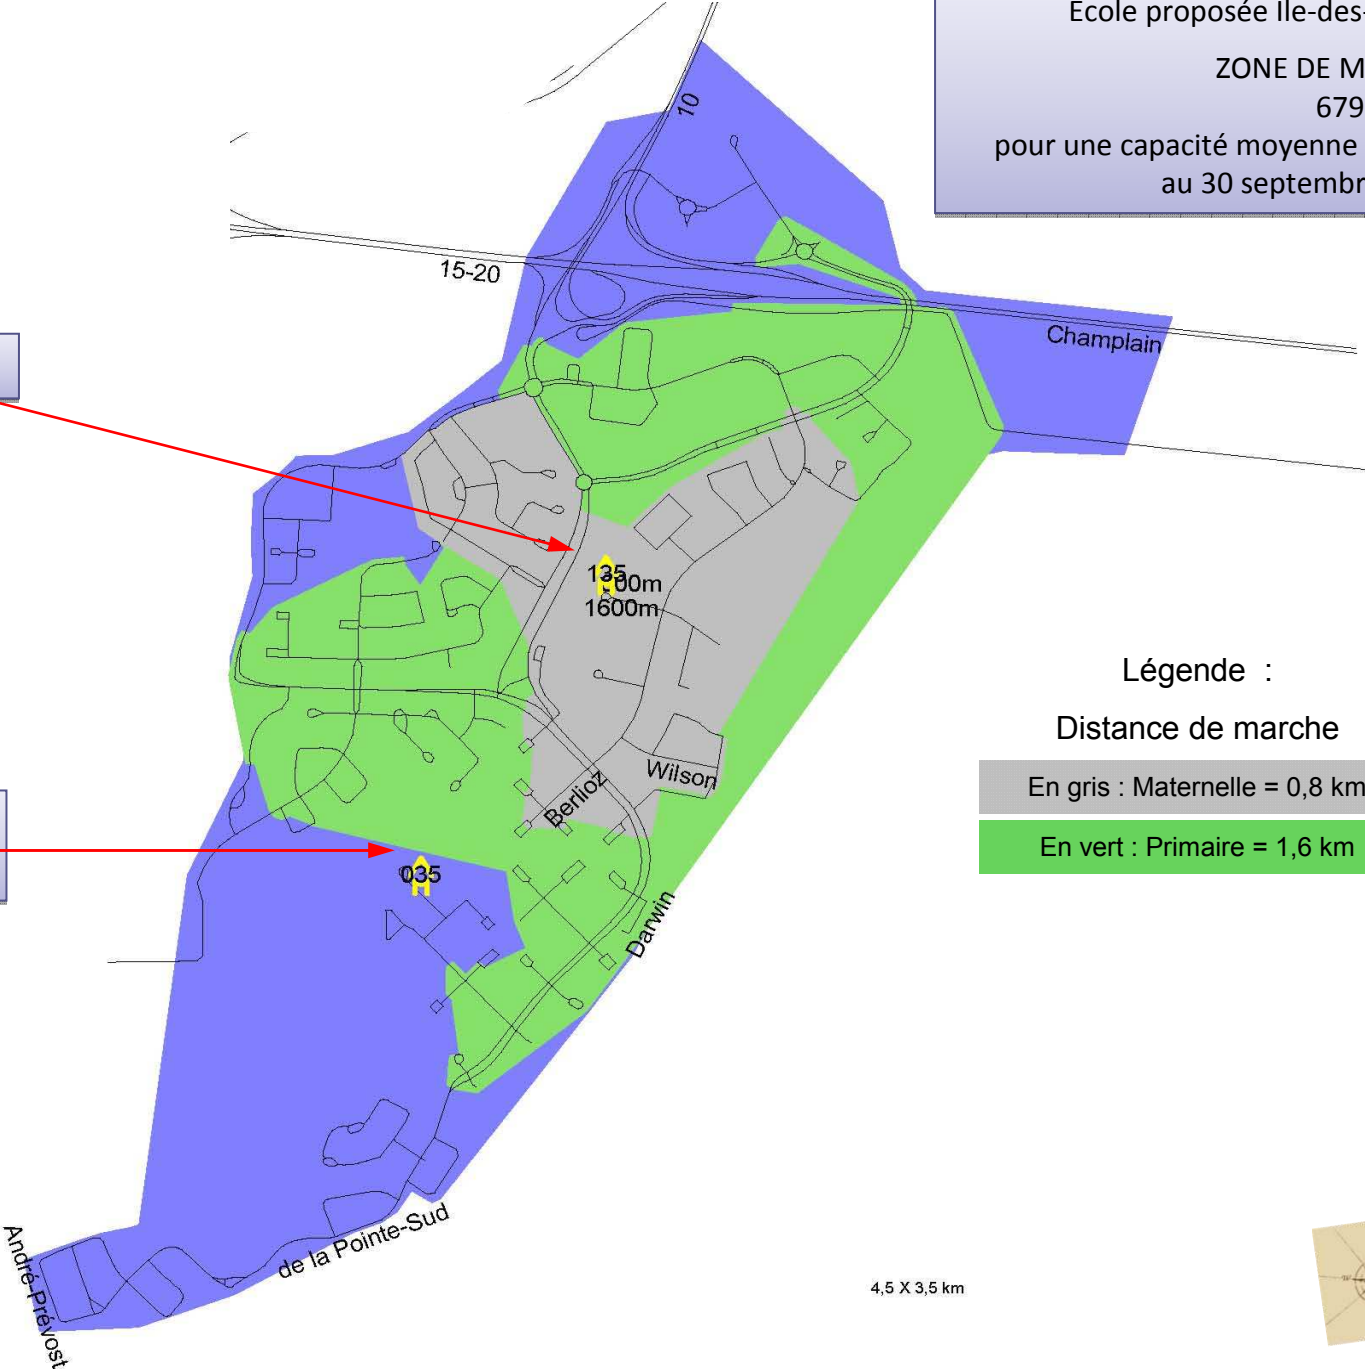 Ecole proposée Île-des-
ZONE DE M
679
pour une capacité moyenne
au 30 septembr
10
15-20
Champlain
135
00m
1600m
Légende :
Distance de marche
En gris : Maternelle = 0,8 km
En vert : Primaire = 1,6 km
Wilson
Berlioz
035
Darwin
de la Pointe-Sud
André-Prévost
4,5 X 3,5 km